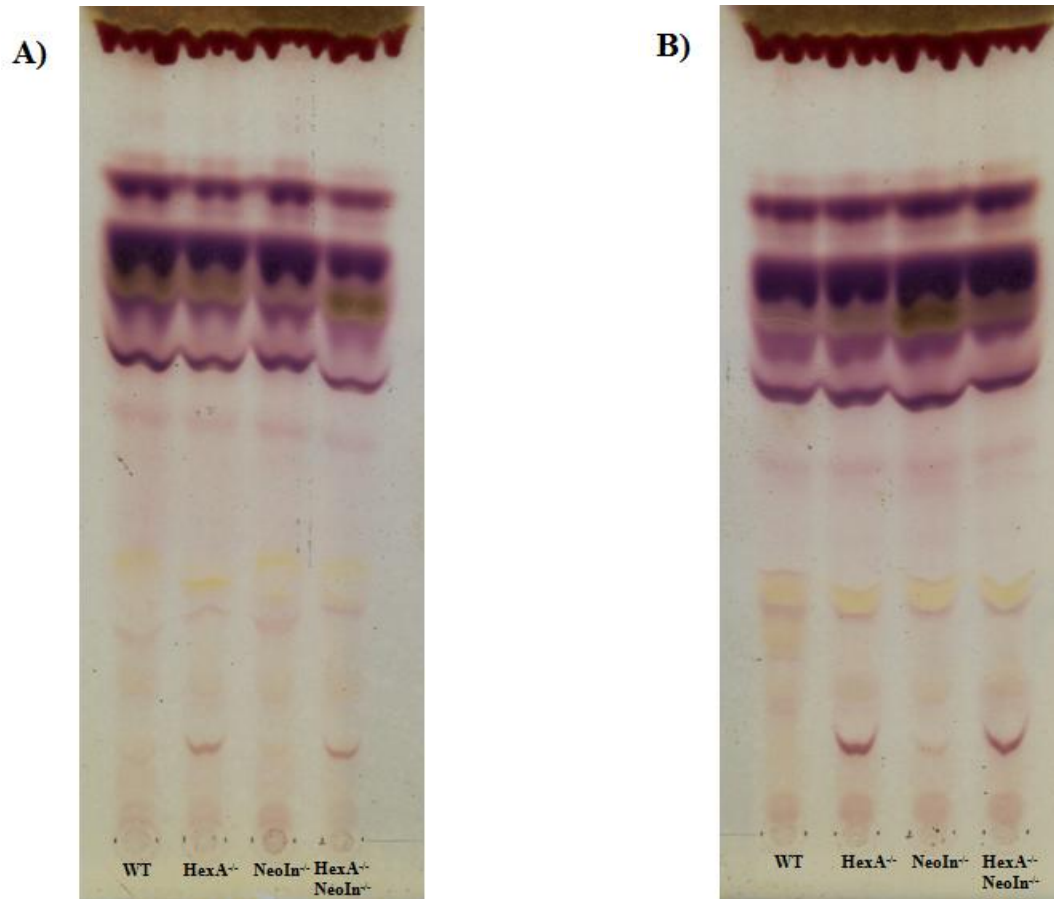 A)
B)
WT HexA-/- NeoIn-/- HexA-/-
NeoIn-/-
WT HexA-/- NeoIn-/- HexA-/-
NeoIn-/-